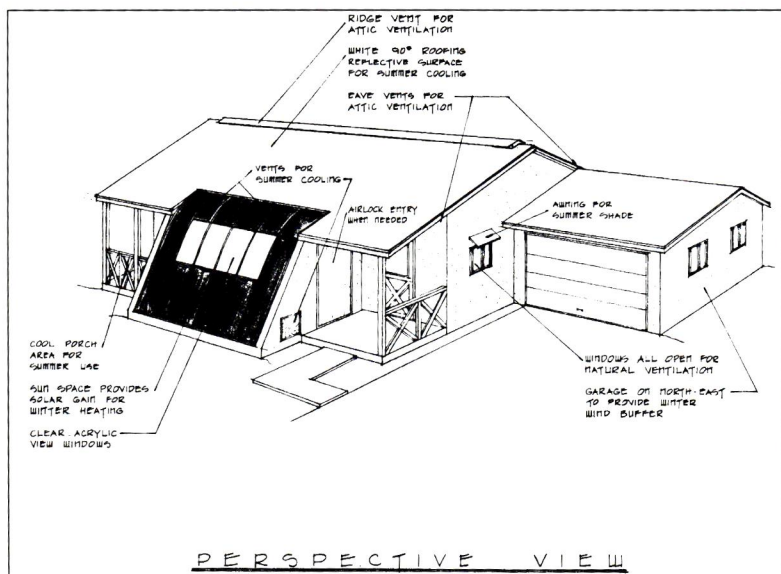 RIDGE VENT FOR
ATTIC VENTILATION
WHITE 90# ROOFING
REFLECTIVE SURFACE
FOR SUMMER COOLING
EAVE VENTS FOR
ATTIC VENTILATION
VENTS FOR
SUMMER COOLING
AIRLOCK ENTRY
WHEN NEEDED
AWNING FOR
SUMMER SHADE
COOL PORCH
AREA FOR
SUMMER USE
SUN SPACE PROVIDES
SOLAR GAIN FOR
WINTER HEATING
CLEAR ACRYLIC
VIEW WINDOWS
WINDOWS ALL OPEN FOR
NATURAL VENTILATION
GARAGE ON NORTH-EAST
TO PROVIDE WINTER
WIND BUFFER
PERSPECTIVE VIEW